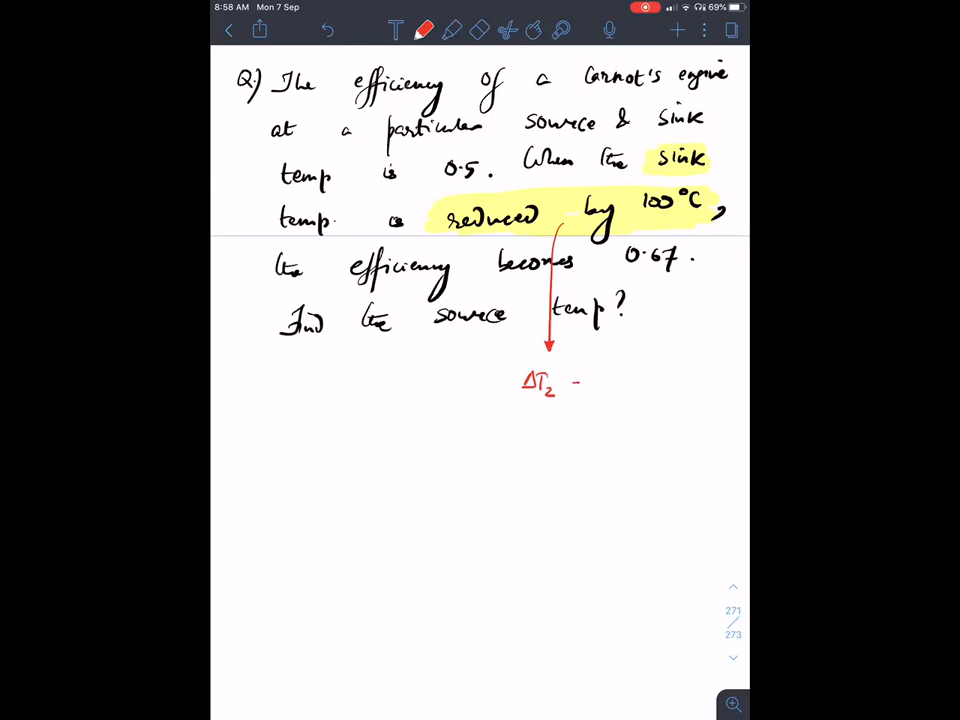 8:58 AM Mon 7 Sep
69%
Q.) The efficiency of a Carnot's engine
at a particular source & sink
temp is 0.5. When the sink
temp. is reduced by 100°C,
the efficiency becomes 0.67.
Find the source temp?
ΔT₂ -
271
273